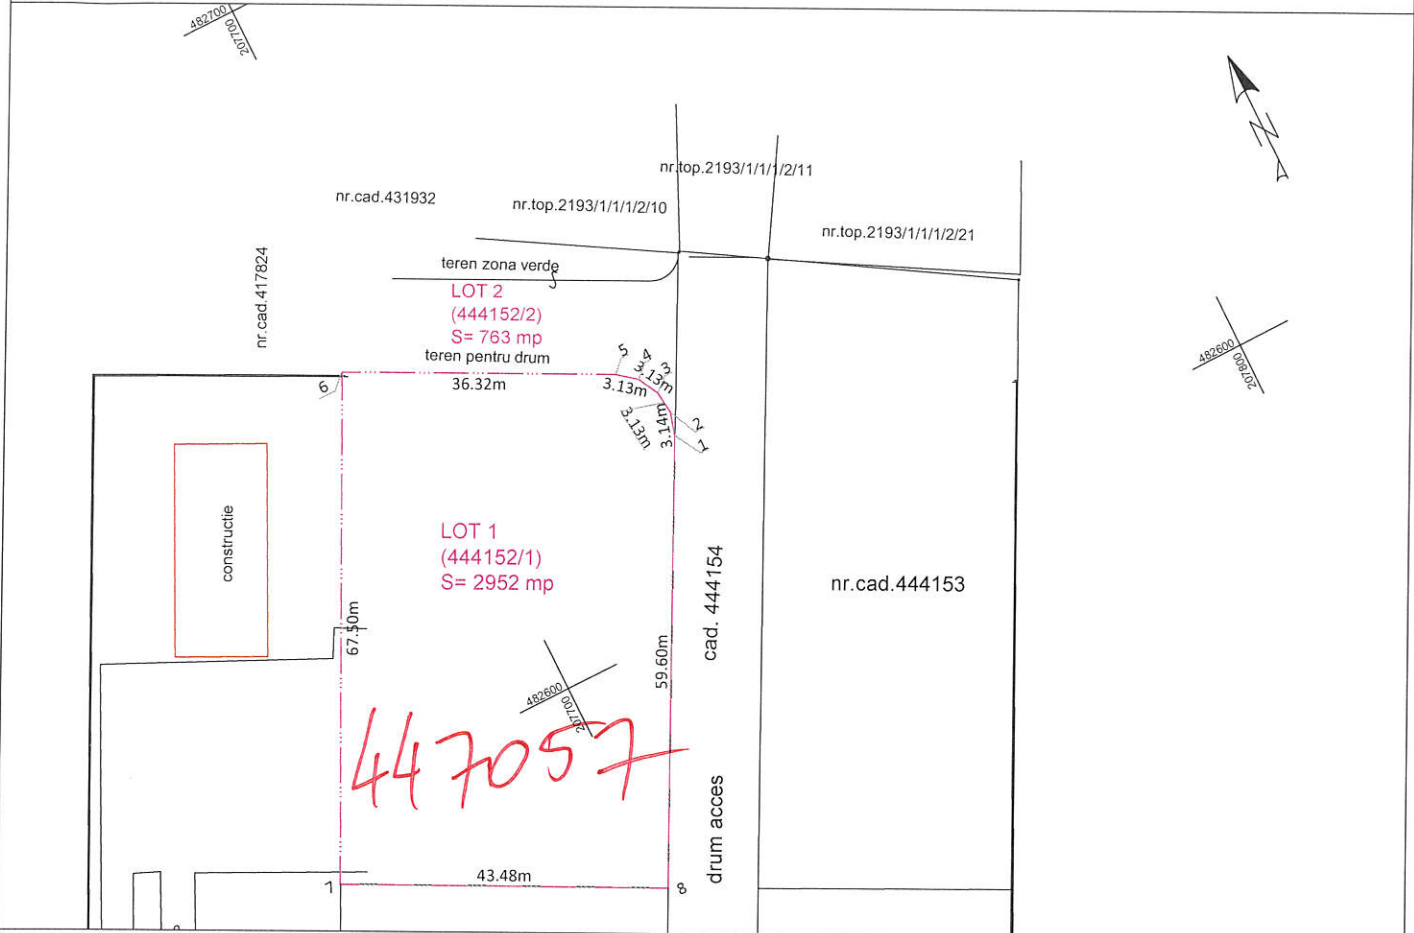 482700
207700
N
nr.top.2193/1/1/1/2/11
nr.cad.431932
nr.top.2193/1/1/1/2/10
nr.top.2193/1/1/1/2/21
nr.cad.417824
teren zona verde
LOT 2
(444152/2)
S= 763 mp
teren pentru drum
482600
207800
5
4
3
3.13m
6
36.32m
3.13m
3.13m
3.14m
2
1
constructie
LOT 1
(444152/1)
S= 2952 mp
cad. 444154
nr.cad.444153
67.50m
59.60m
482600
207700
447057
drum acces
43.48m
1
8